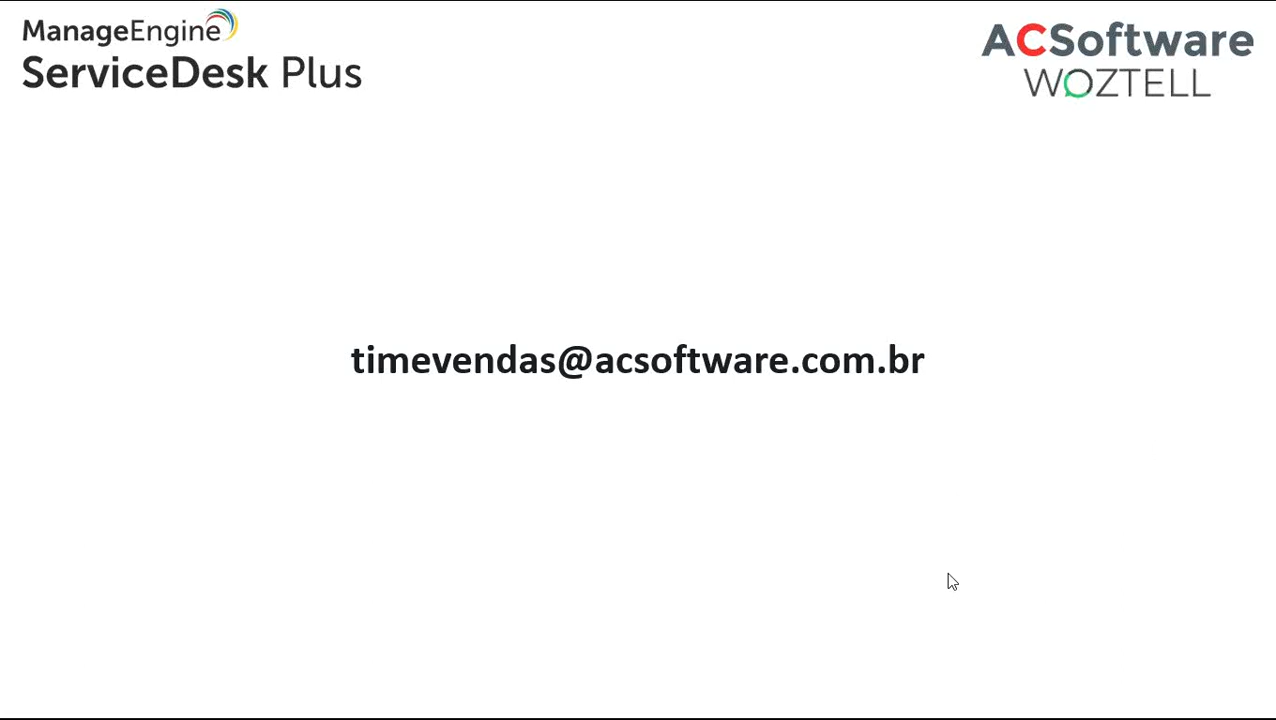 ManageEngine
ServiceDesk Plus
ACSoftware
WOZTELL
timevendas@acsoftware.com.br